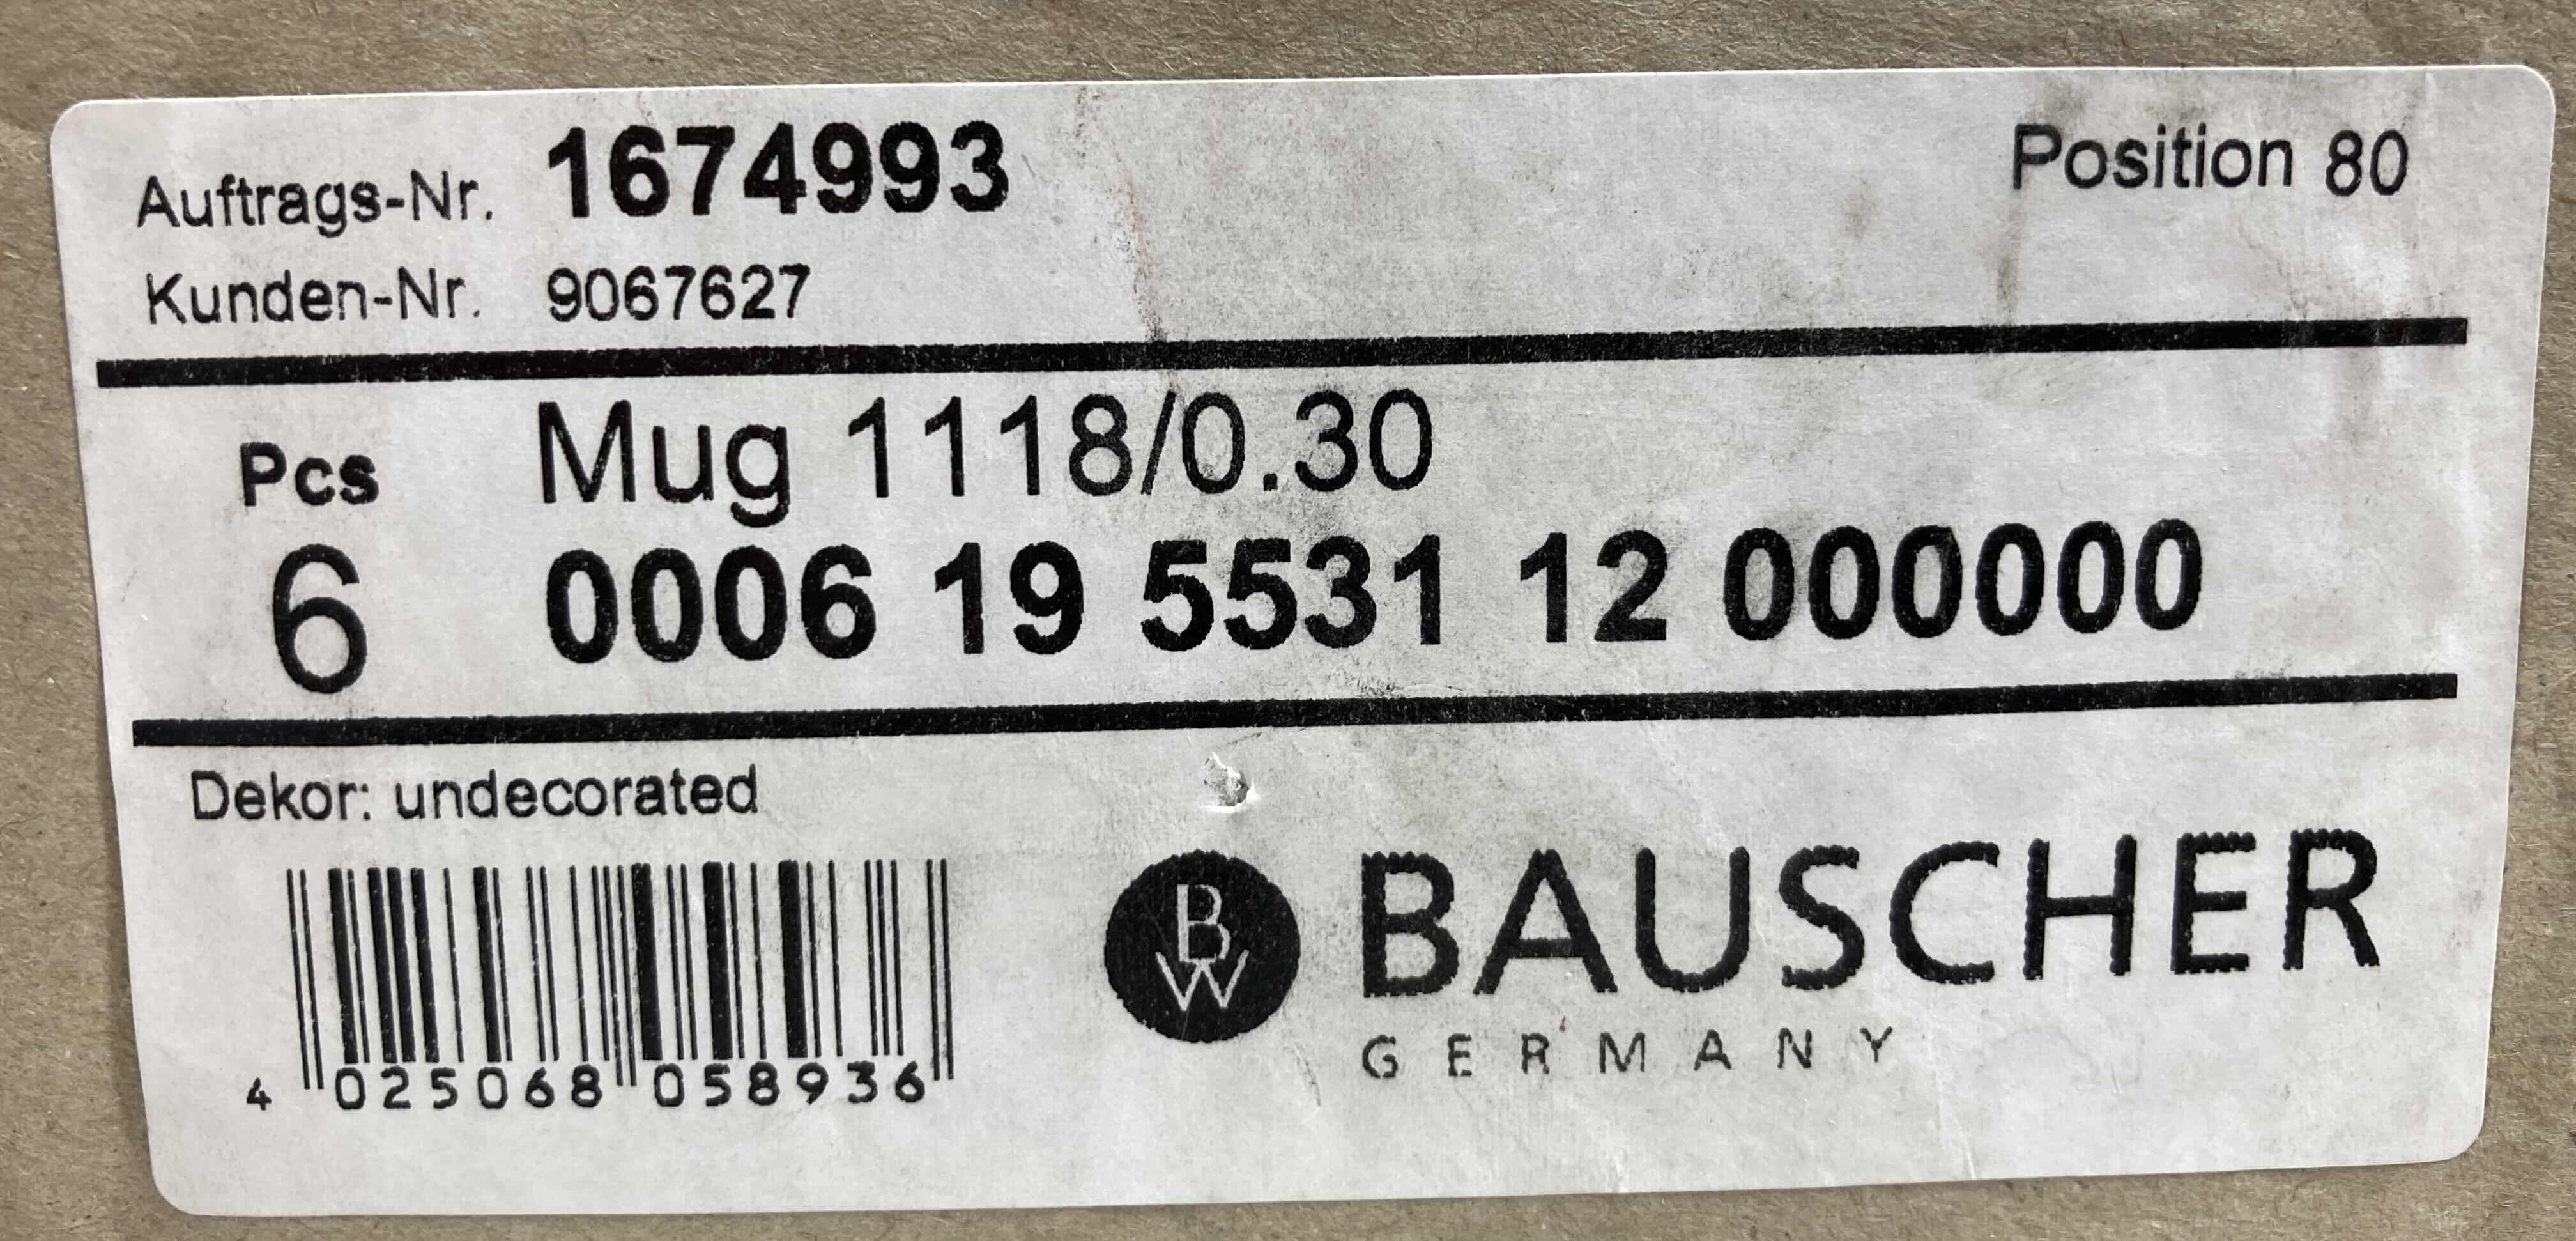 Auftrags-Nr. 1674993 Position 80
Kunden-Nr. 9067627
Pcs Mug 1118/0.30
6 0006 19 5531 12 000000
Dekor: undecorated
BW BAUSCHER
GERMANY
4 025068 058936